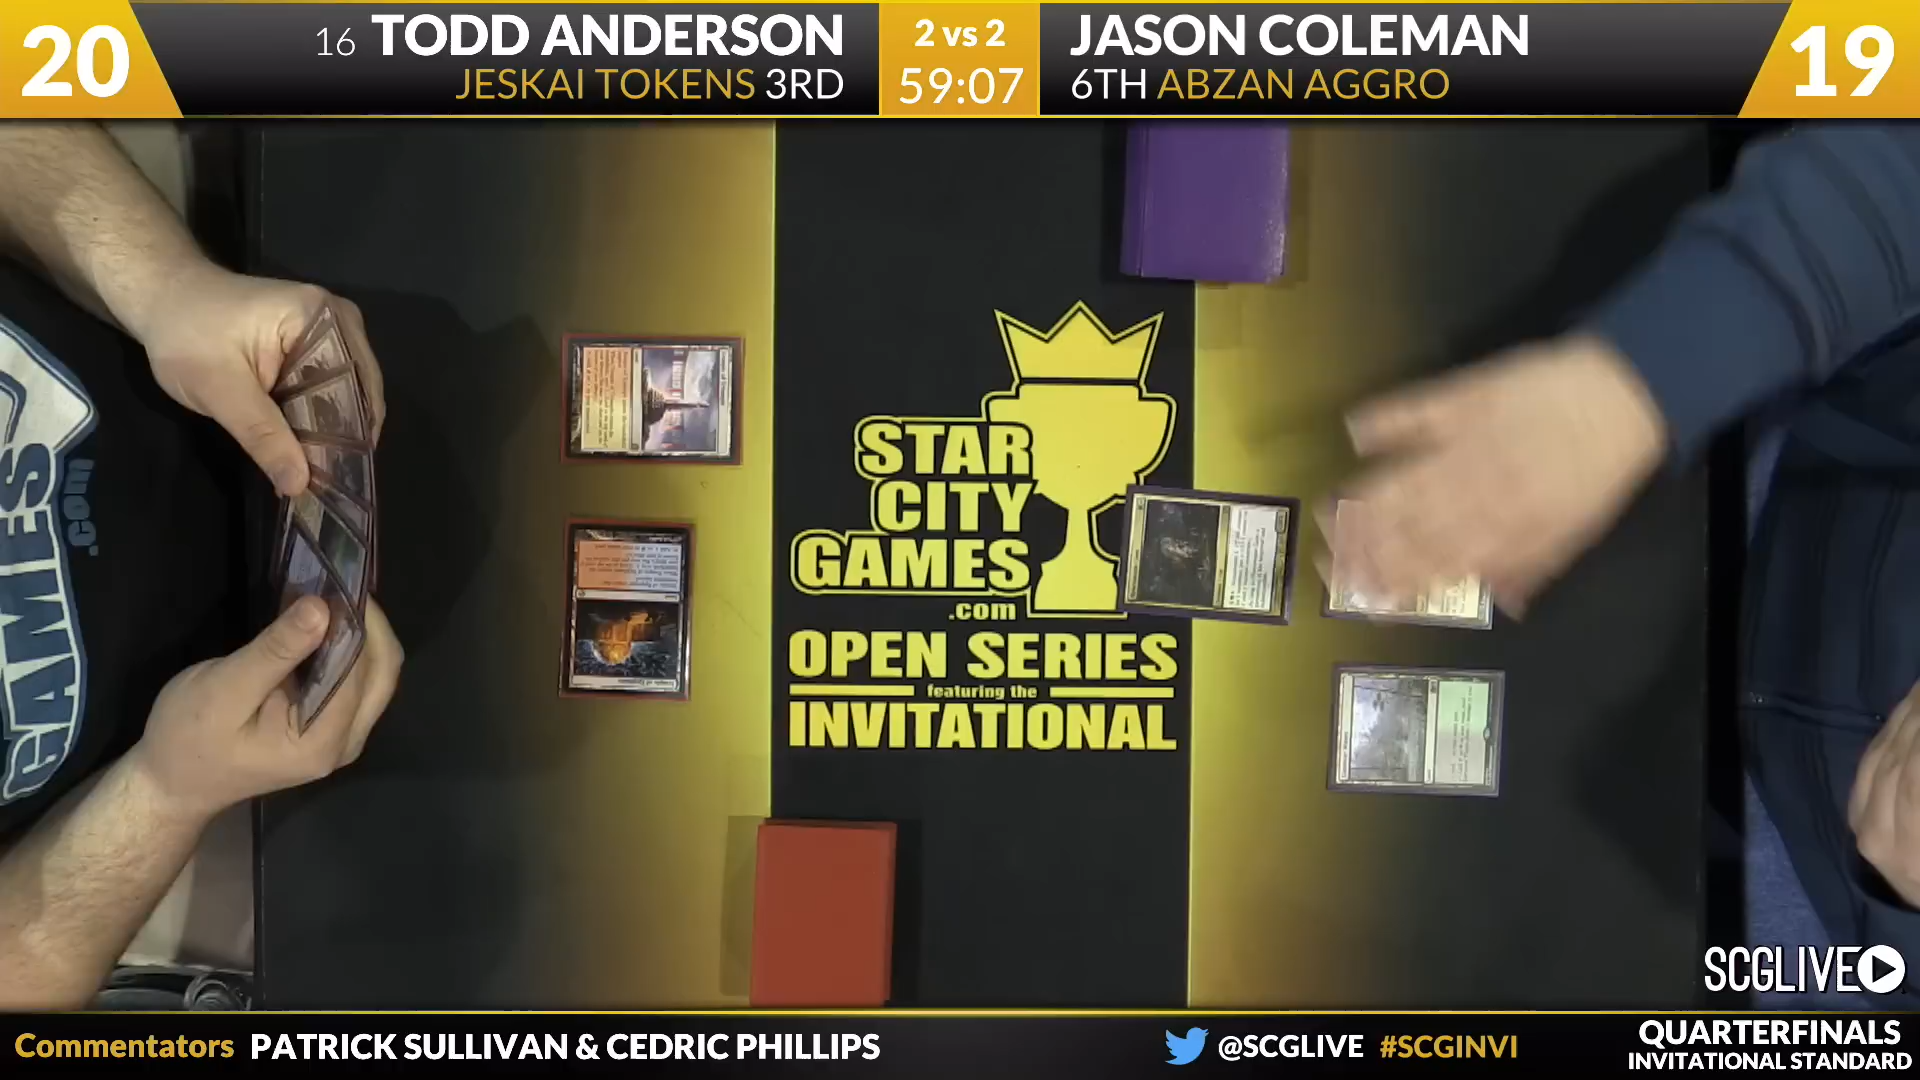 20
16 TODD ANDERSON
JESKAI TOKENS 3RD
2 vs 2
59:07
JASON COLEMAN
6TH ABZAN AGGRO
19
GAMES
.com
STAR
CITY
GAMES
.com
OPEN SERIES
featuring the
INVITATIONAL
SCGLIVE
Commentators PATRICK SULLIVAN & CEDRIC PHILLIPS
@SCGLIVE #SCGINVI
QUARTERFINALS
INVITATIONAL STANDARD